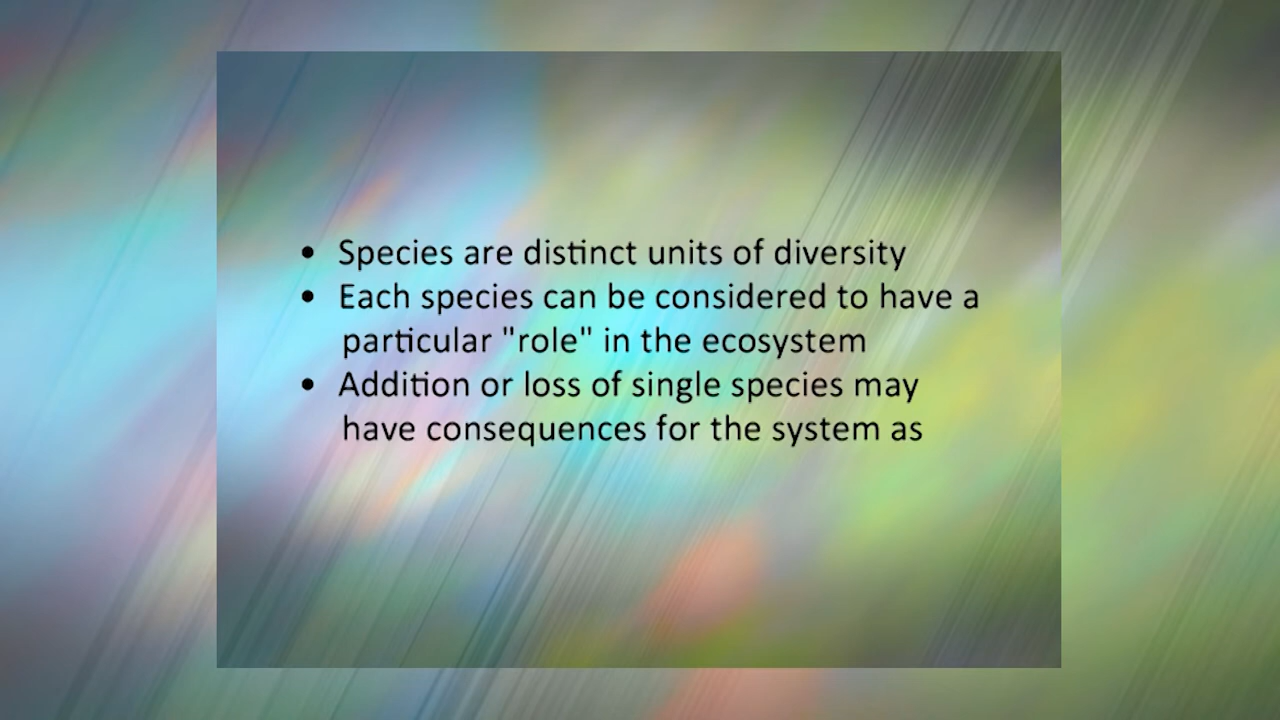 • Species are distinct units of diversity
• Each species can be considered to have a
particular "role" in the ecosystem
• Addition or loss of single species may
have consequences for the system as